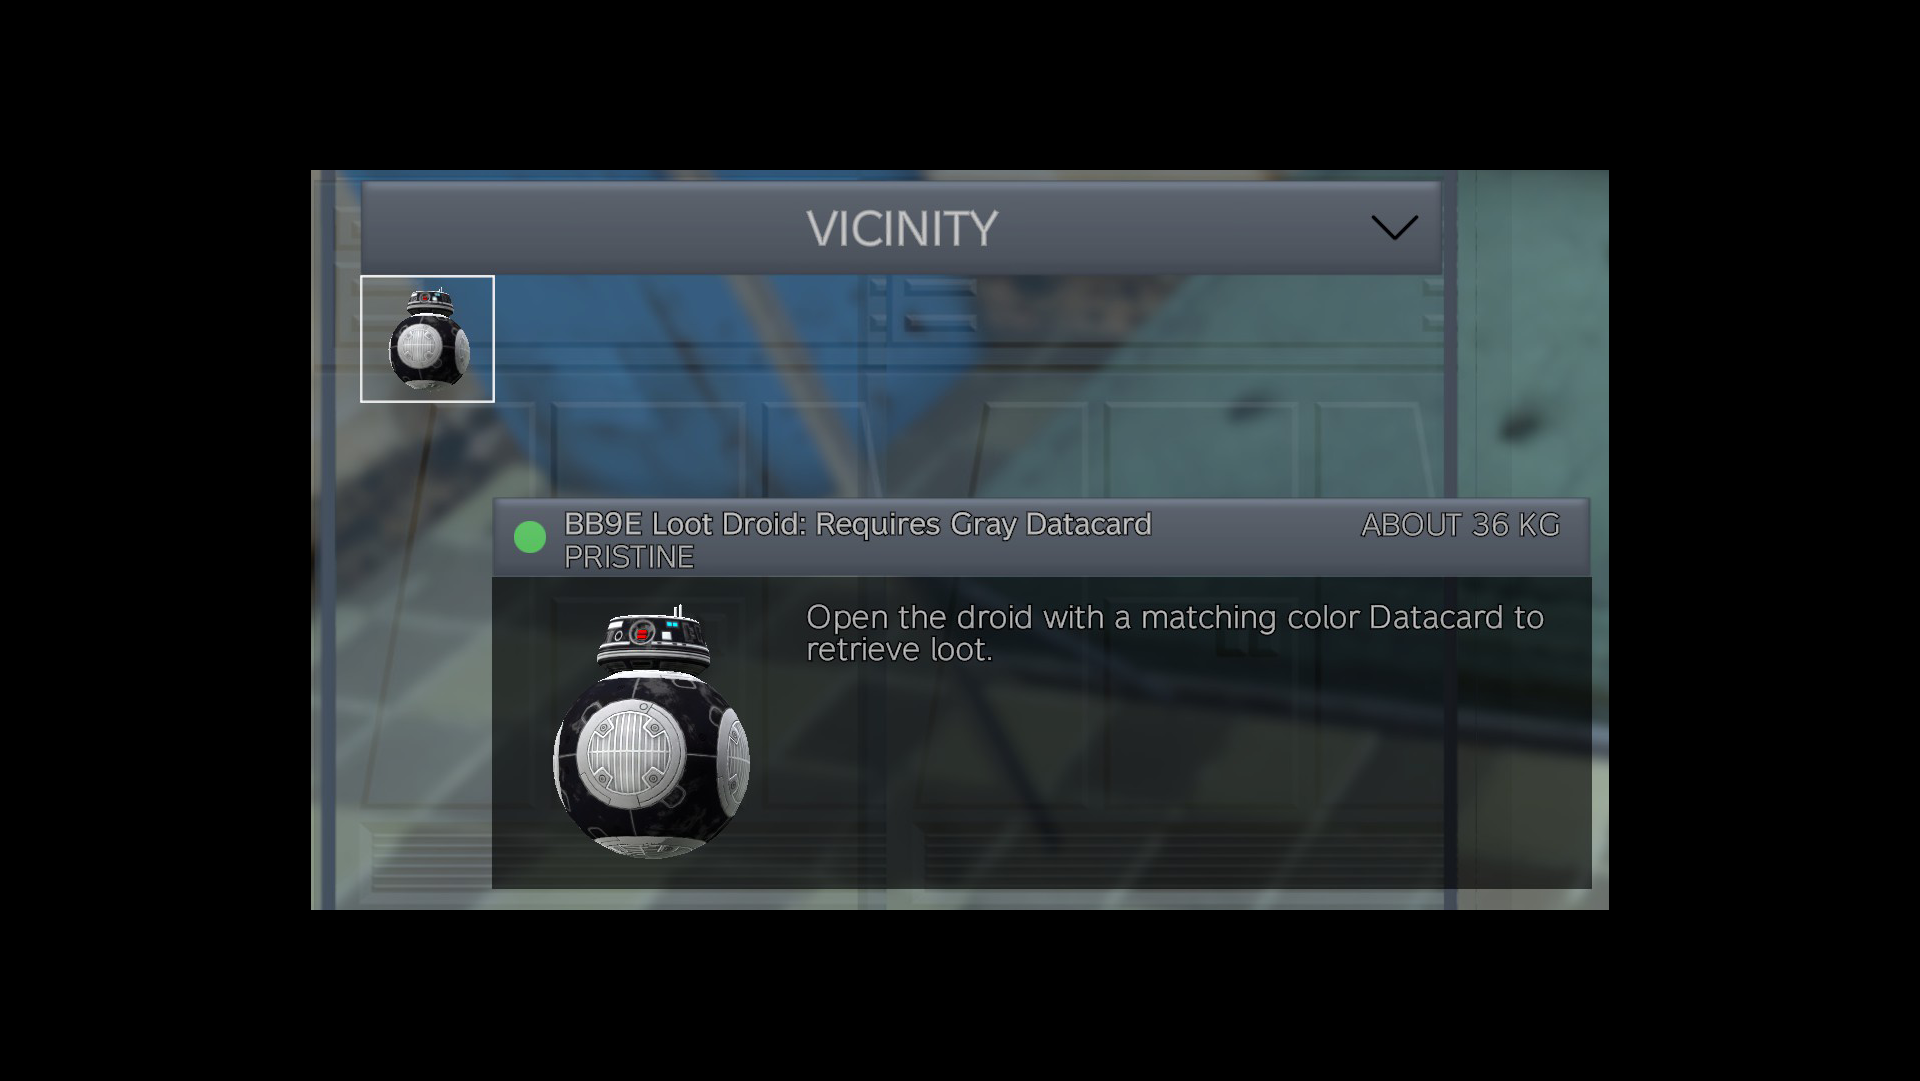 VICINITY
BB9E Loot Droid: Requires Gray Datacard
ABOUT 36 KG
PRISTINE
Open the droid with a matching color Datacard to
retrieve loot.